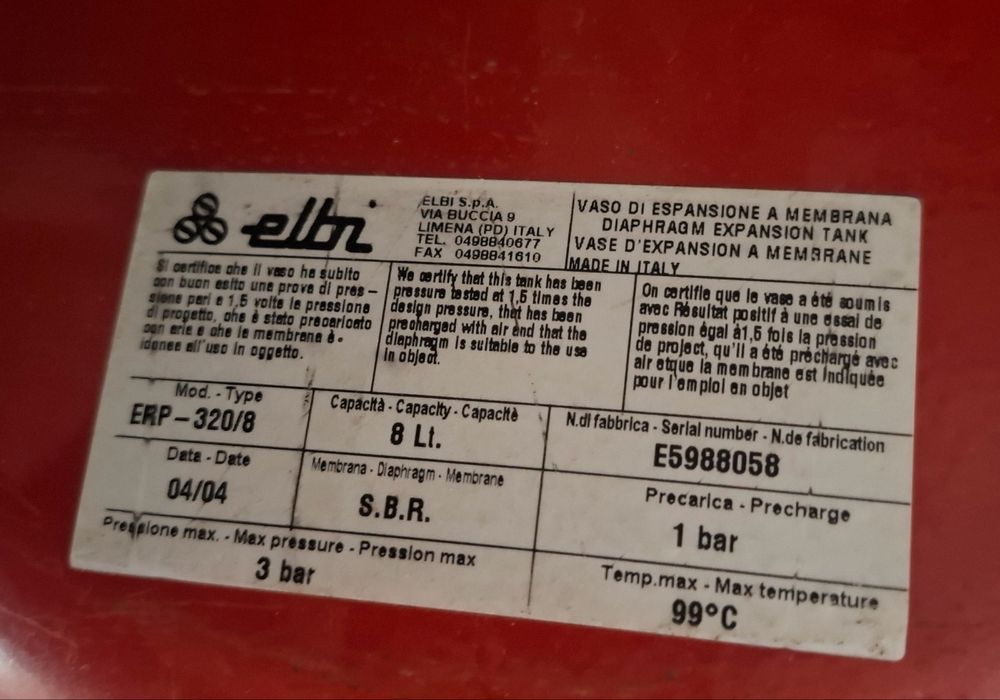 elbi
ELBI S.p.A.
VIA BUCCIA 9
LIMENA (PD) ITALY
TEL. 0498840677
FAX 0498841610
VASO DI ESPANSIONE A MEMBRANA
DIAPHRAGM EXPANSION TANK
VASE D'EXPANSION A MEMBRANE
MADE IN ITALY
Si certifica che il vaso ha subito
con buon esito una prova di pres-
sione pari a 1,5 volte la pressione
di progetto, che è stato precaricato
con aria e che la membrana è-
idonea all'uso in oggetto.
We certify that this tank has been
pressure tested at 1,5 times the
design pressure, that has been
precharged with air end that the
diaphragm is suitable to the use
in object.
On certifie que le vase a été soumis
avec Résultat positif à une essai de
pression égal à1,5 fois la pression
de project, qu'il a été préchargé avec
air etque la membrane est indiquée
pour l'emploi en objet
Mod. - Type
ERP-320/8
Capacità - Capacity - Capacitè
8 Lt.
N.di fabbrica - Serial number - N.de fabrication
E5988058
Data - Date
04/04
Membrana - Diaphragm - Membrane
S.B.R.
Precarica - Precharge
1 bar
Pressione max. - Max pressure - Pression max
3 bar
Temp.max - Max temperature
99°C